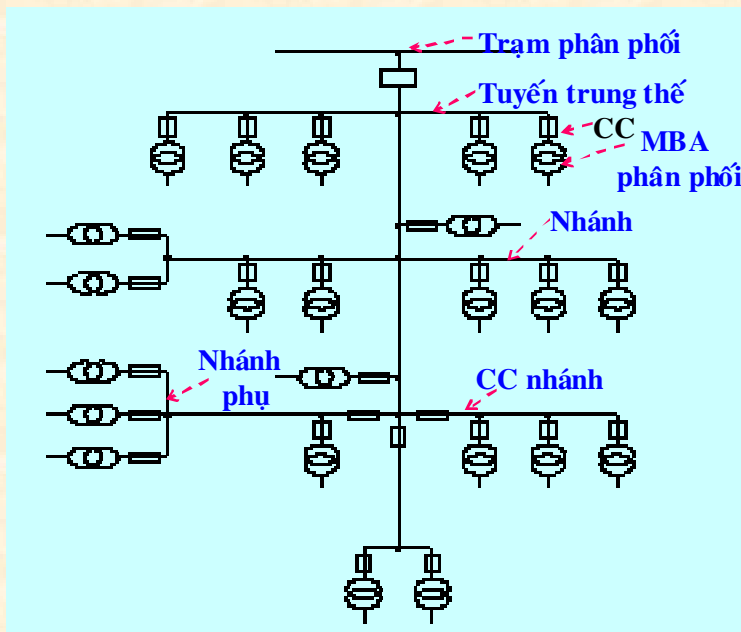 Trạm phân phối
Tuyến trung thế
CC
MBA
phân phối
Nhánh
Nhánh
phụ
CC nhánh